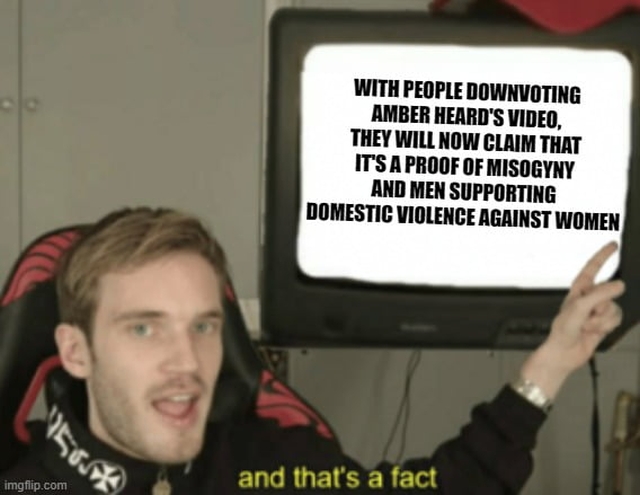 WITH PEOPLE DOWNVOTING
AMBER HEARD'S VIDEO,
THEY WILL NOW CLAIM THAT
IT'S A PROOF OF MISOGYNY
AND MEN SUPPORTING
DOMESTIC VIOLENCE AGAINST WOMEN
and that's a fact
imgflip.com